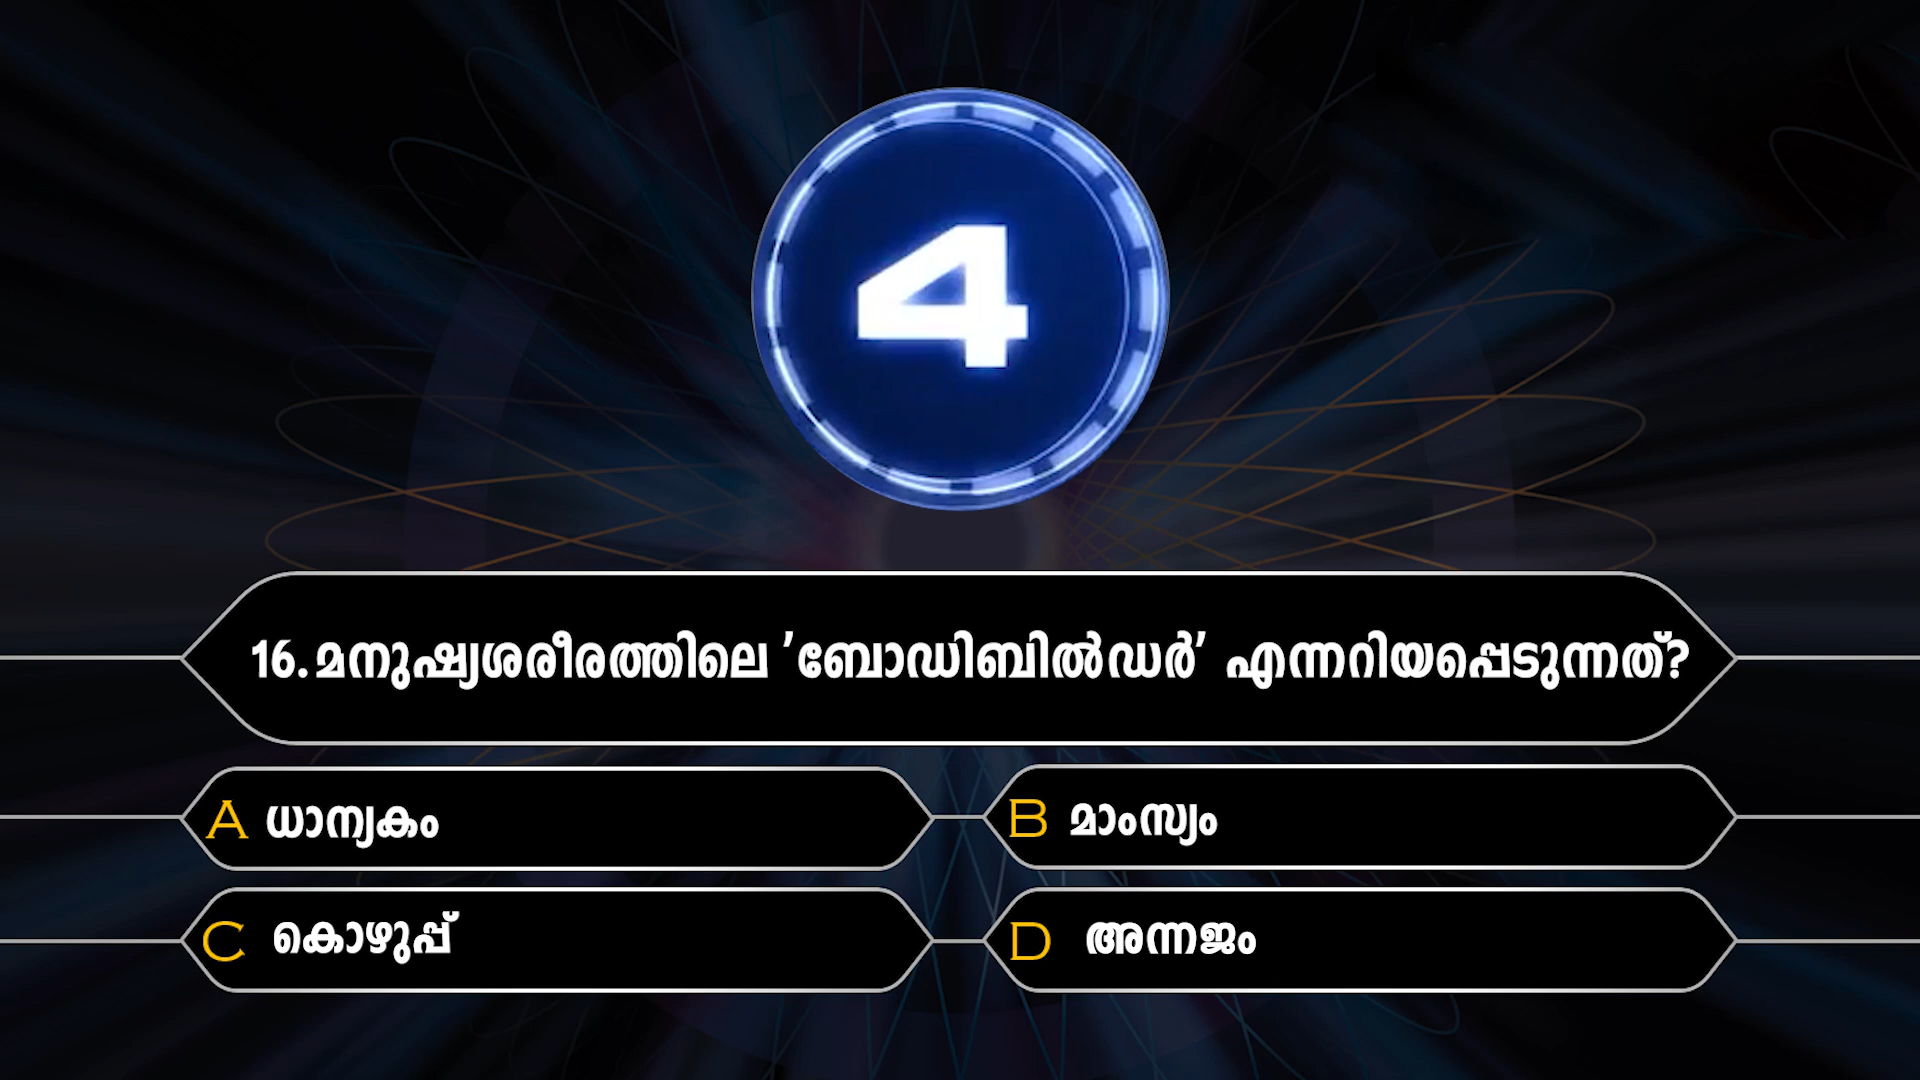 4
16.മനുഷ്യശരീരത്തിലെ 'ബോഡിബിൽഡർ' എന്നറിയപ്പെടുന്നത്?
A ധാന്യകം
B മാംസ്യം
C കൊഴുപ്പ്
D അന്നജം